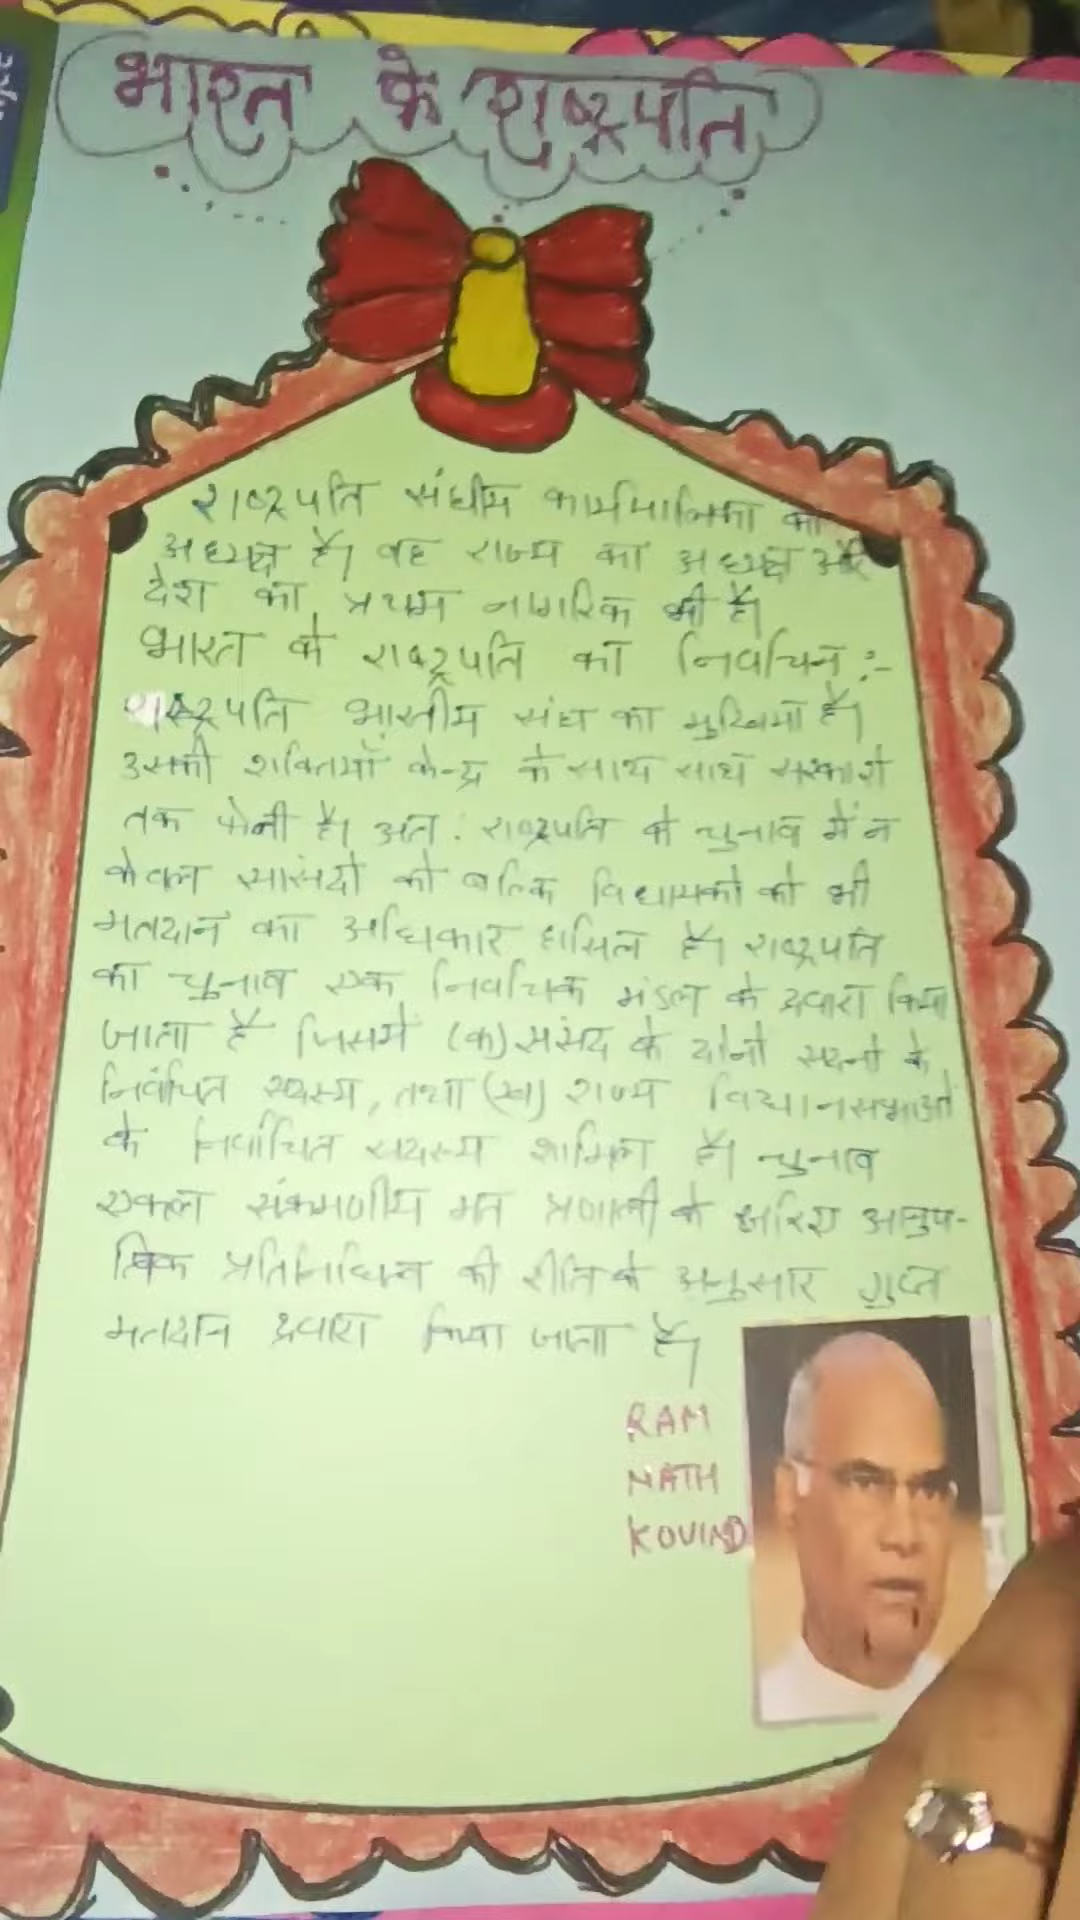 भारत के राष्ट्रपति
राष्ट्रपति संघीय कार्यपालिका का
अध्यक्ष है। वह राज्य का अध्यक्ष और
देश का प्रथम नागरिक भी है।
भारत के राष्ट्रपति का निर्वाचन :-
राष्ट्रपति भारतीय संघ का मुखिया है।
उसकी शक्तियाँ केन्द्र के साथ साथ सरकारो
तक है। अत: राष्ट्रपति के चुनाव में न
केवल सासंदो को बल्कि विधायको को भी
मतदान का अधिकार हासिल है। राष्ट्रपति
का चुनाव एक निर्वाचक मंडल के द्वारा किया
जाता है जिसमे (क) संसद के दोनो सदनो के
निर्वाचित सदस्य, तथा (ख) राज्य विधानसभाओ
के निर्वाचित सदस्य शामिल है। चुनाव
एकल संक्रमणीय मत प्रणाली के जरिए आनुप-
तिक प्रतिनिधित्व की रीति के अनुसार गुप्त
मतदान द्वारा किया जाता है।
RAM
NATH
KOVIND